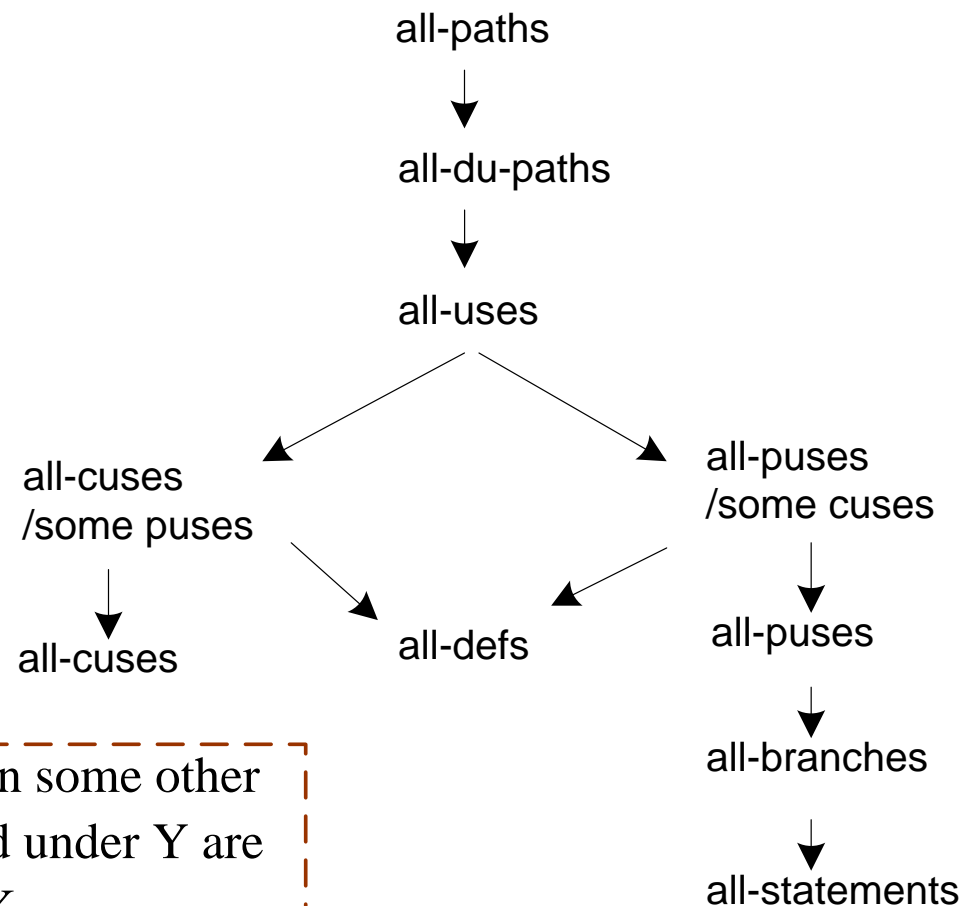 all-paths
all-du-paths
all-uses
all-cuses
/some puses
all-puses
/some cuses
all-cuses
all-defs
all-puses
all-branches
all-statements
n some other
under Y are